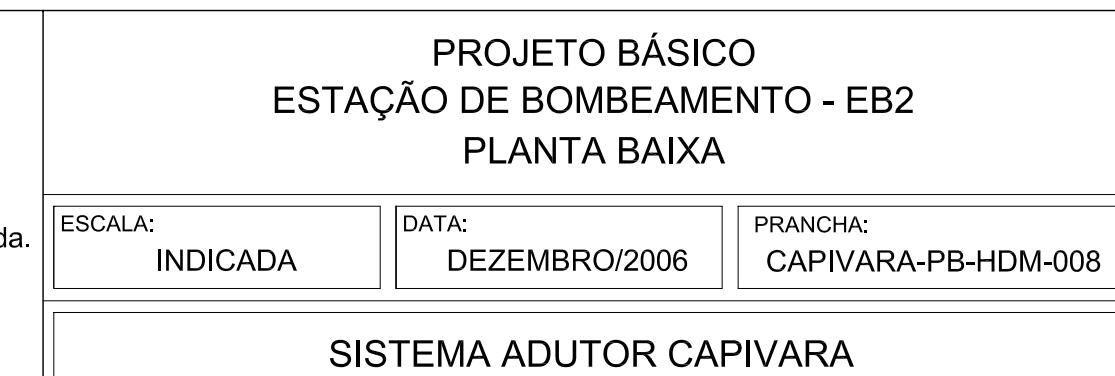 PROJETO BÁSICO
ESTAÇÃO DE BOMBEAMENTO - EB2
PLANTA BAIXA
da.
ESCALA:
INDICADA
DATA:
DEZEMBRO/2006
PRANCHA:
CAPIVARA-PB-HDM-008
SISTEMA ADUTOR CAPIVARA